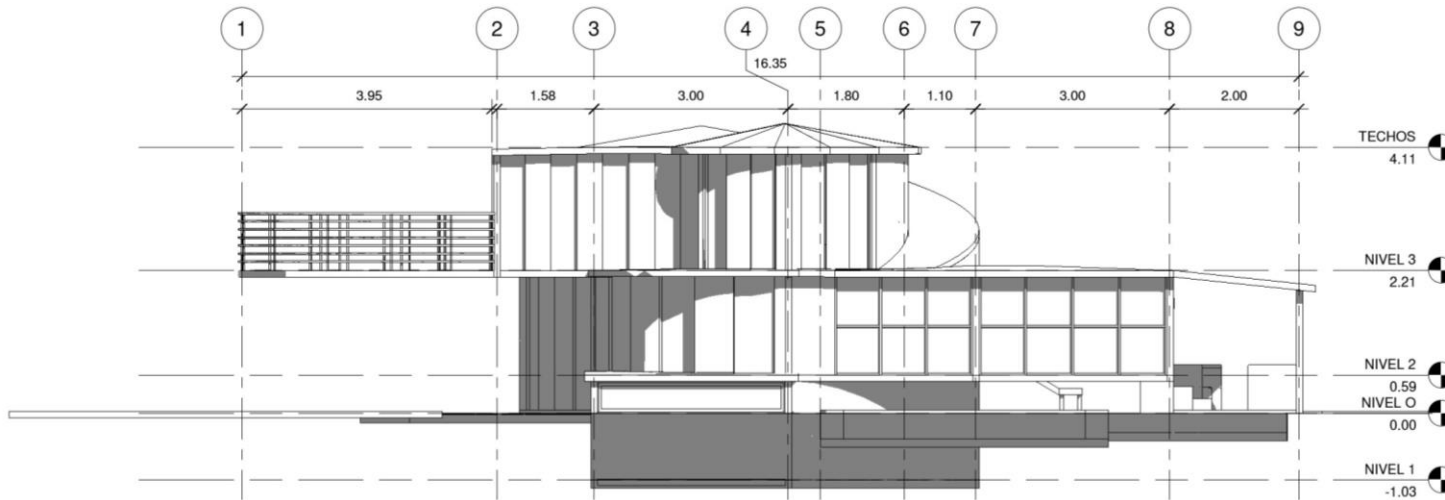 1 2 3 4 5 6 7 8 9
16.35
3.95 1.58 3.00 1.80 1.10 3.00 2.00
TECHOS
4.11
NIVEL 3
2.21
NIVEL 2
0.59
NIVEL O
0.00
NIVEL 1
-1.03